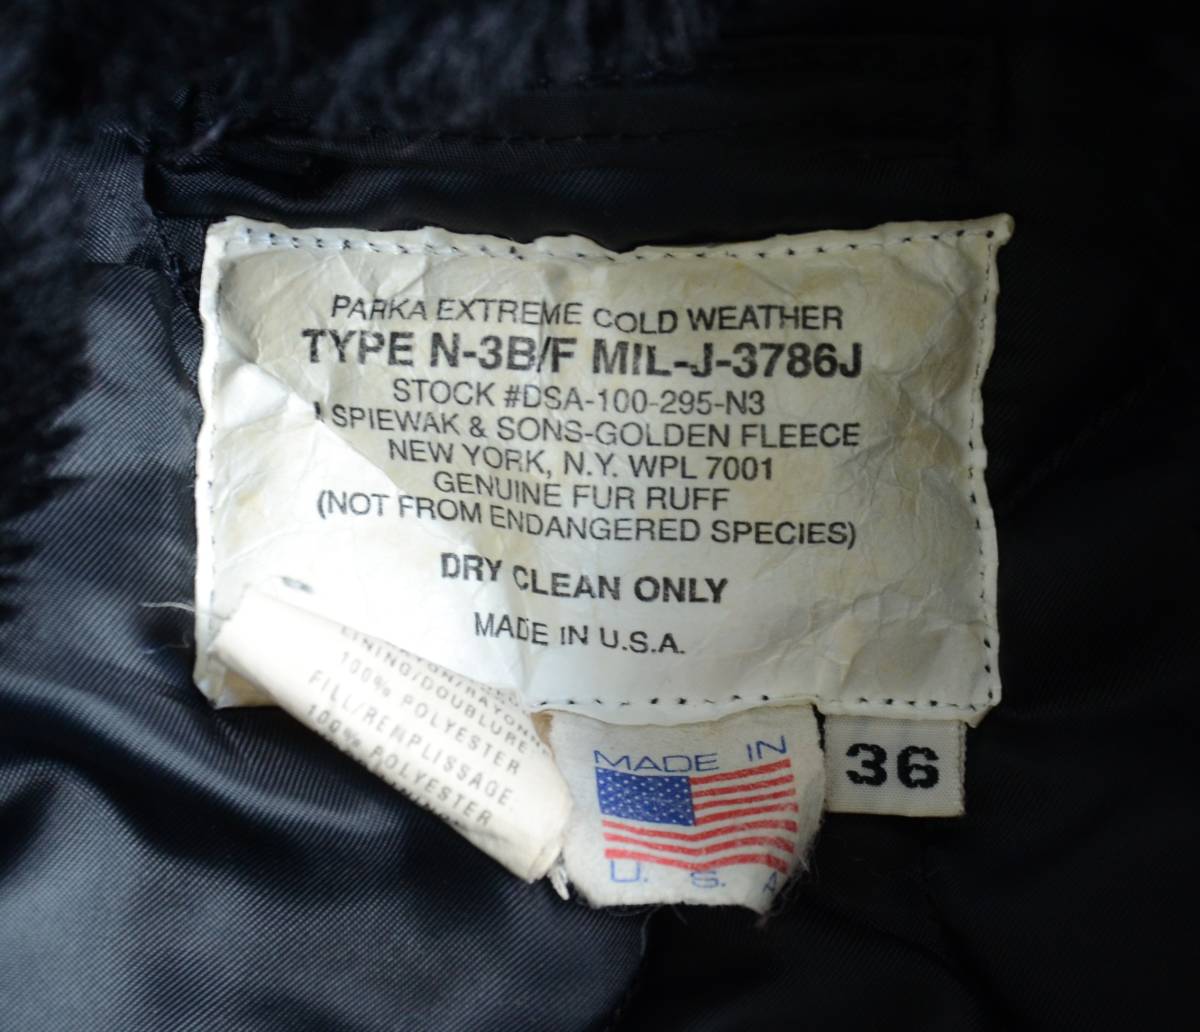 PARKA EXTREME COLD WEATHER
TYPE N-3B/F MIL-J-3786J
STOCK #DSA-100-295-N3
I SPIEWAK & SONS-GOLDEN FLEECE
NEW YORK, N.Y. WPL 7001
GENUINE FUR RUFF
(NOT FROM ENDANGERED SPECIES)
DRY CLEAN ONLY
MADE IN U.S.A.
LINING/DOUBLURE
100% POLYESTER
FILL/REMPLISSAGE
100% POLYESTER
MADE IN
U. S. A
36